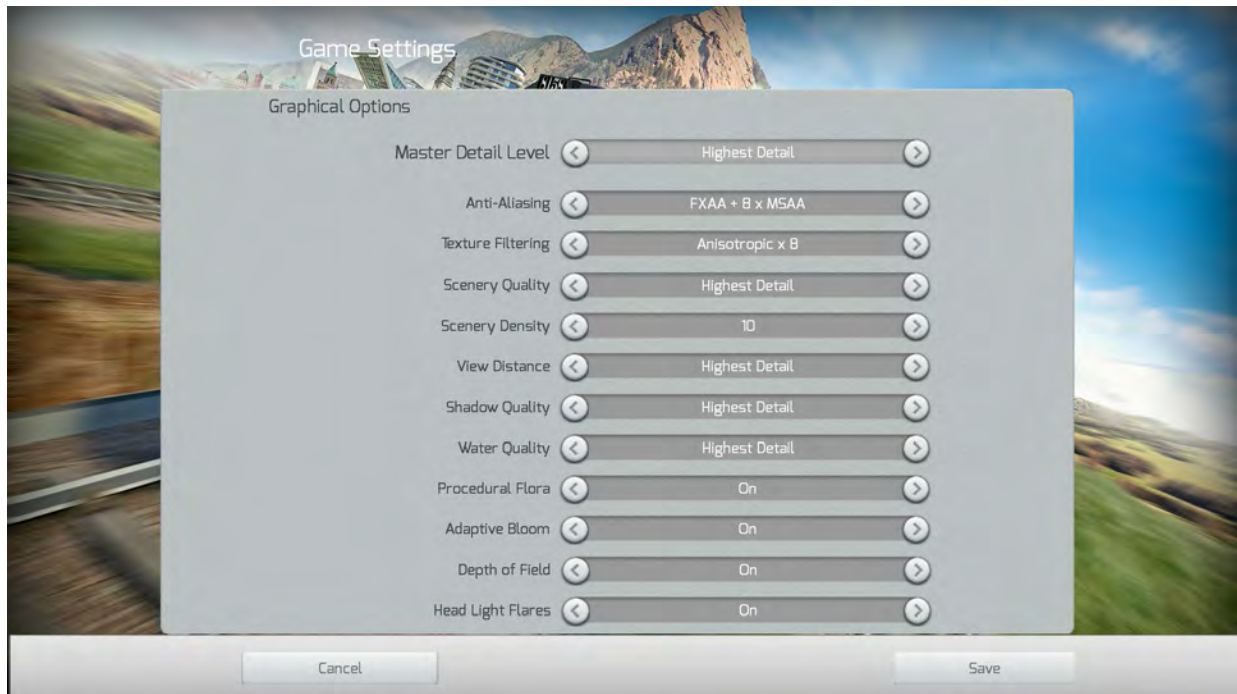 Game Settings
Graphical Options
Master Detail Level Highest Detail
Anti-Aliasing FXAA + 8 x MSAA
Texture Filtering Anisotropic x 8
Scenery Quality Highest Detail
Scenery Density 10
View Distance Highest Detail
Shadow Quality Highest Detail
Water Quality Highest Detail
Procedural Flora On
Adaptive Bloom On
Depth of Field On
Head Light Flares On
Cancel Save